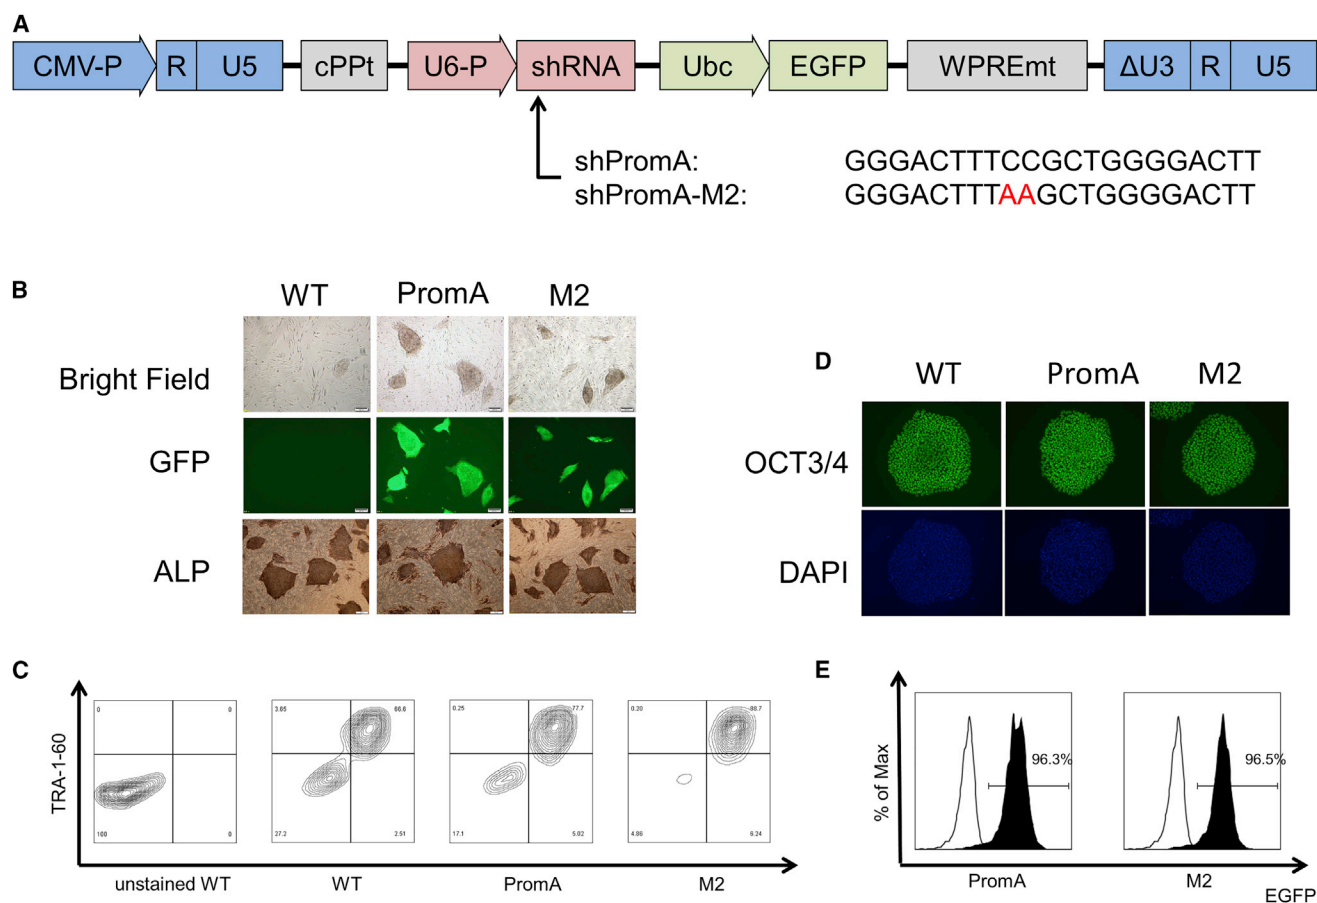 A
CMV-P R U5 cPPt U6-P shRNA Ubc EGFP WPREmt ΔU3 R U5
shPromA: GGGACTTTCCGCTGGGGACTT
shPromA-M2: GGGACTTTAAGCTGGGGACTT
B
WT PromA M2
Bright Field
GFP
ALP
D
WT PromA M2
OCT3/4
DAPI
C
TRA-1-60
0 0
100 0
3.65 66.6
27.2 2.51
0.25 77.7
17.1 5.02
0.20 88.7
4.86 6.24
unstained WT WT PromA M2
E
% of Max
96.3% 96.5%
PromA M2
EGFP